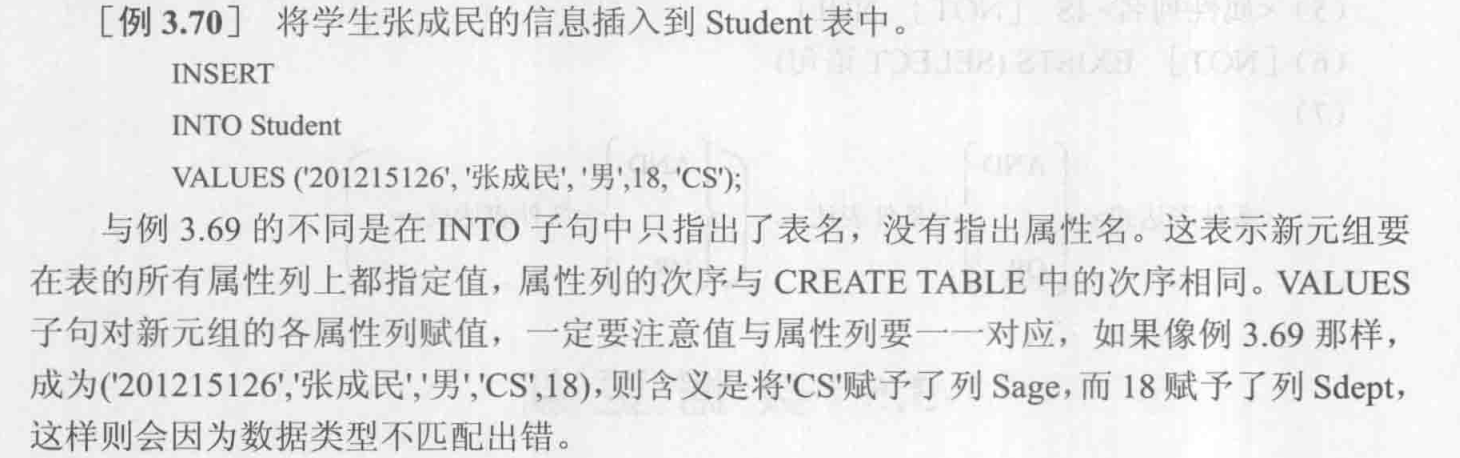 ［例 3.70］ 将学生张成民的信息插入到 Student 表中。
INSERT
INTO Student
VALUES ('201215126', '张成民', '男',18, 'CS');
与例 3.69 的不同是在 INTO 子句中只指出了表名，没有指出属性名。这表示新元组要
在表的所有属性列上都指定值，属性列的次序与 CREATE TABLE 中的次序相同。VALUES
子句对新元组的各属性列赋值，一定要注意值与属性列要一一对应，如果像例 3.69 那样，
成为('201215126','张成民','男','CS',18)，则含义是将'CS'赋予了列 Sage，而 18 赋予了列 Sdept，
这样则会因为数据类型不匹配出错。